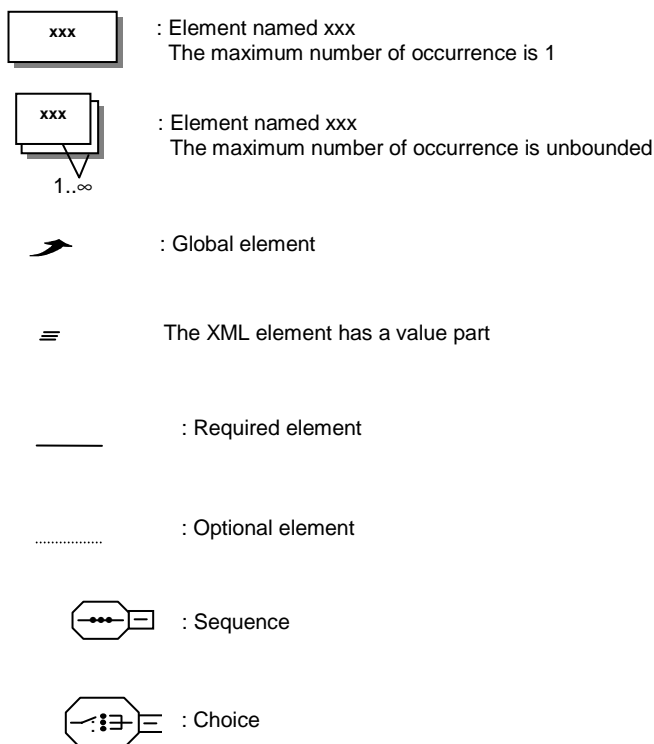 xxx
: Element named xxx
The maximum number of occurrence is 1
xxx
: Element named xxx
The maximum number of occurrence is unbounded
1..∞
: Global element
The XML element has a value part
: Required element
: Optional element
: Sequence
: Choice